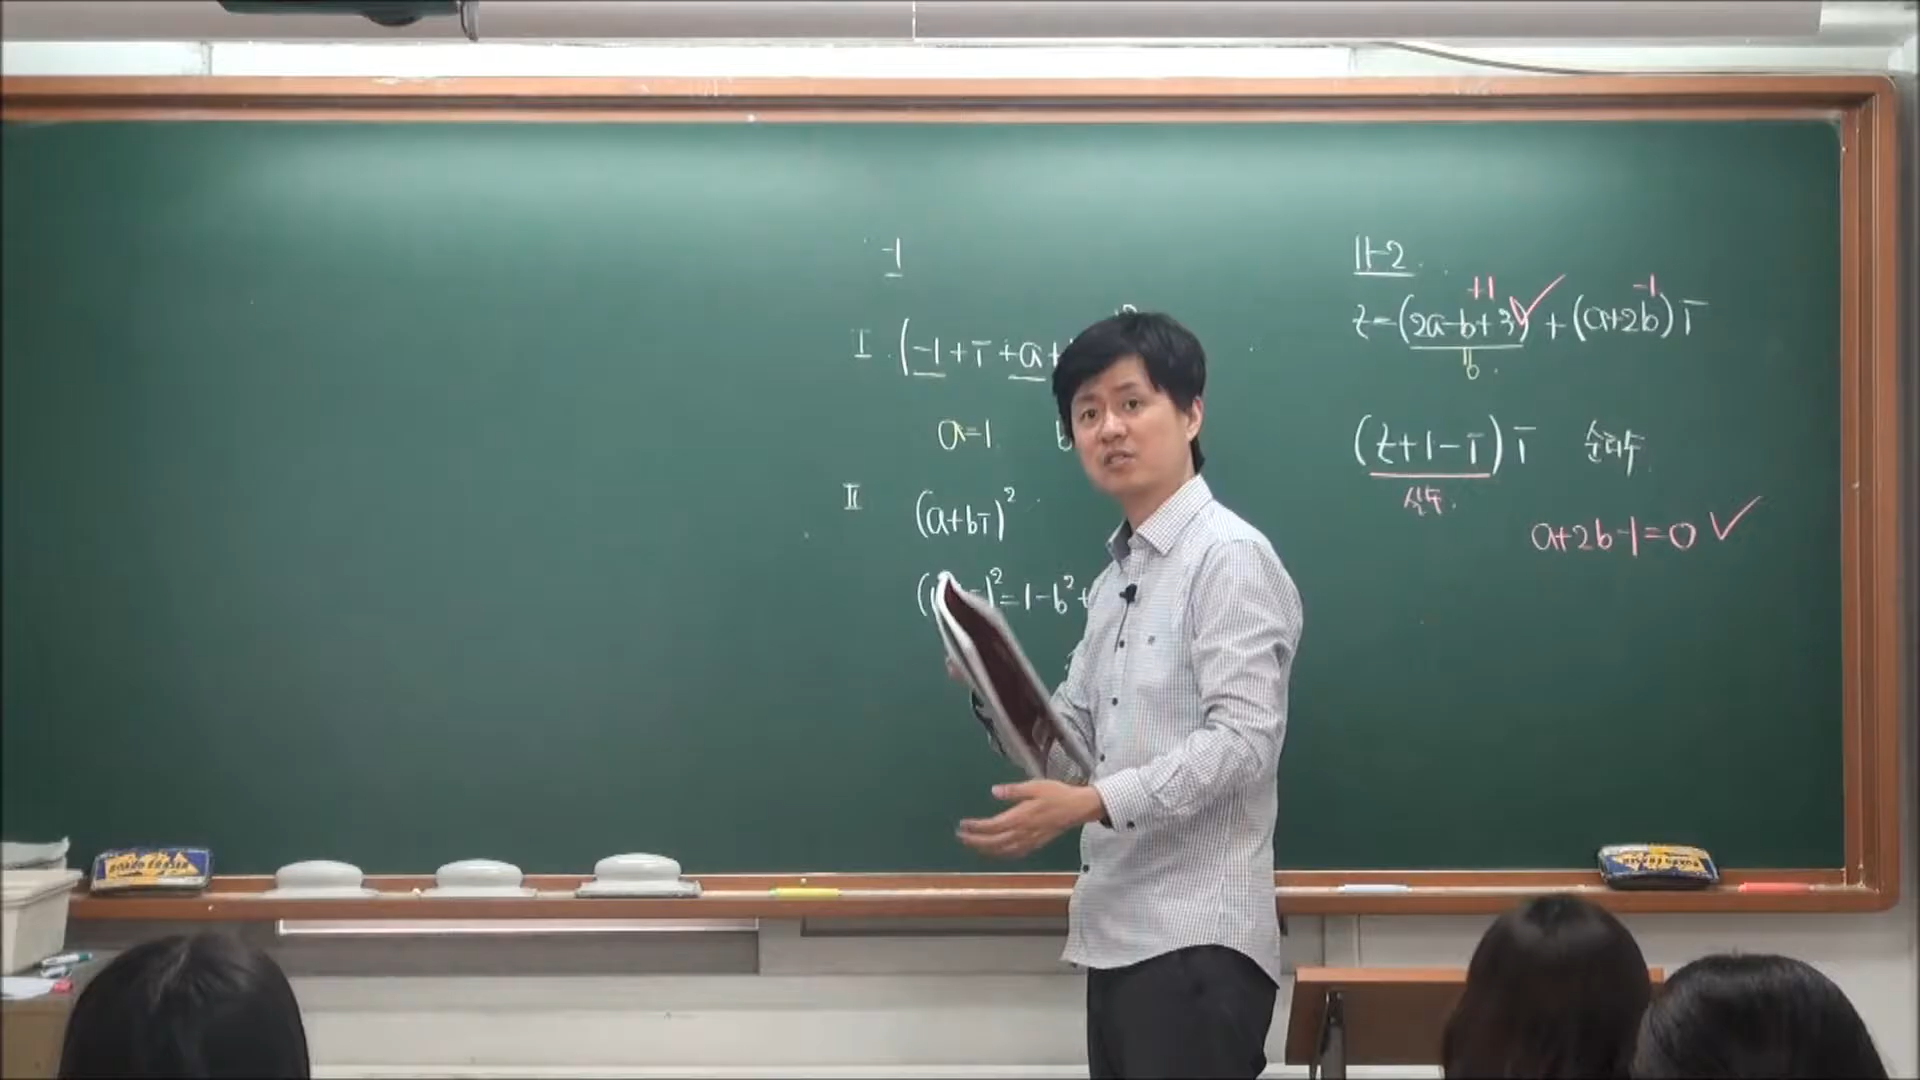 -1
I. (-1+i+a+
a=1
II (a+bi)²
)²=1-b²+
11-2
+1 -1
z=(2a-b+3)+(a+2b)i
(z+1-i)i 순허수
실수.
a+2b-1=0 ✓